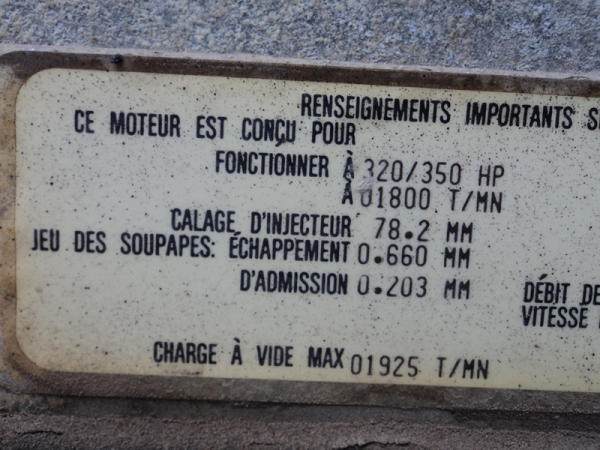 RENSEIGNEMENTS IMPORTANTS
CE MOTEUR EST CONÇU POUR
FONCTIONNER À 320/350 HP
À 01800 T/MN
CALAGE D'INJECTEUR 78.2 MM
JEU DES SOUPAPES: ÉCHAPPEMENT 0.660 MM
D'ADMISSION 0.203 MM
DÉBIT DE
VITESSE
CHARGE À VIDE MAX 01925 T/MN